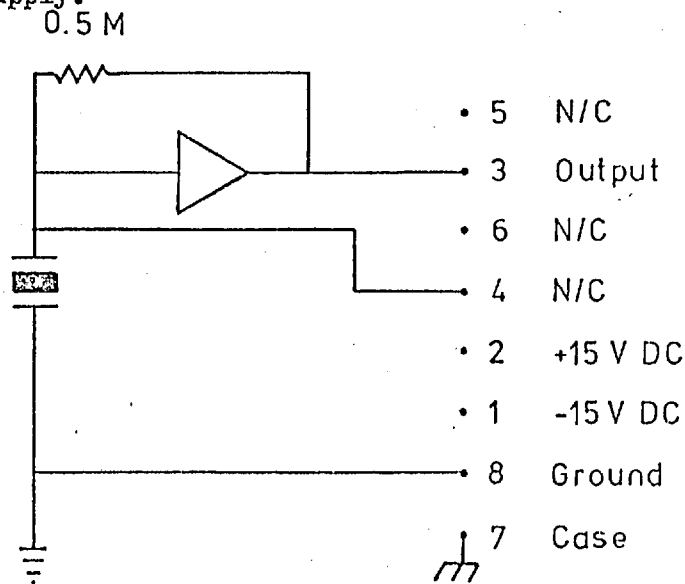 0.5 M
5 N/C
3 Output
6 N/C
4 N/C
2 +15 V DC
1 -15 V DC
8 Ground
7 Case